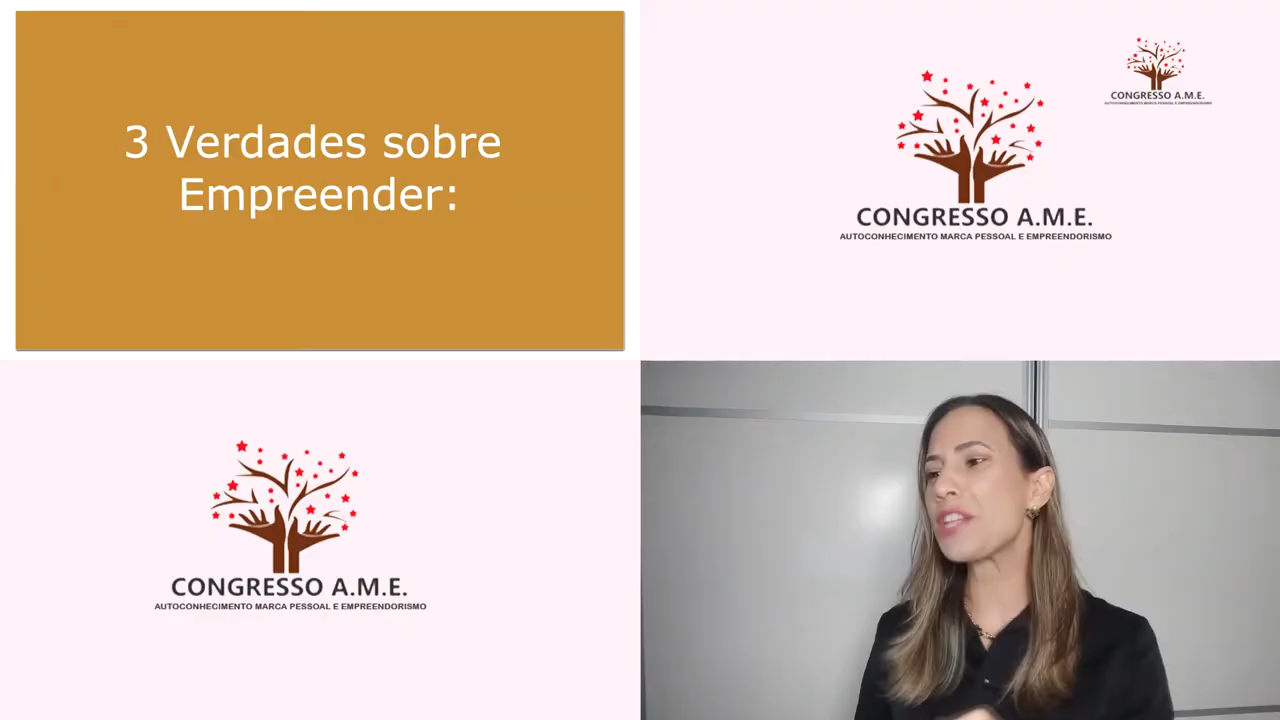 3 Verdades sobre
Empreender:
CONGRESSO A.M.E.
AUTOCONHECIMENTO MARCA PESSOAL E EMPREENDORISMO
CONGRESSO A.M.E.
AUTOCONHECIMENTO MARCA PESSOAL E EMPREENDORISMO
CONGRESSO A.M.E.
AUTOCONHECIMENTO MARCA PESSOAL E EMPREENDORISMO